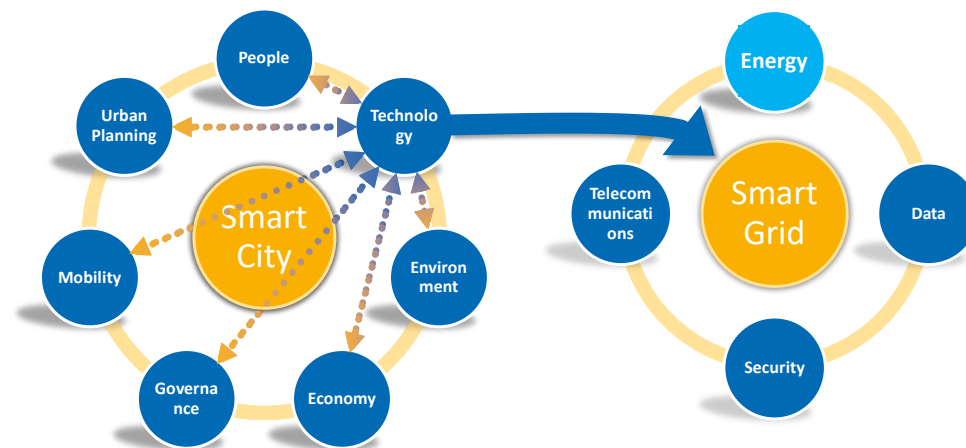 People
Urban
Planning
Technolo
gy
Smart
City
Mobility
Environ
ment
Governa
nce
Economy
Energy
Telecom
municati
ons
Smart
Grid
Data
Security